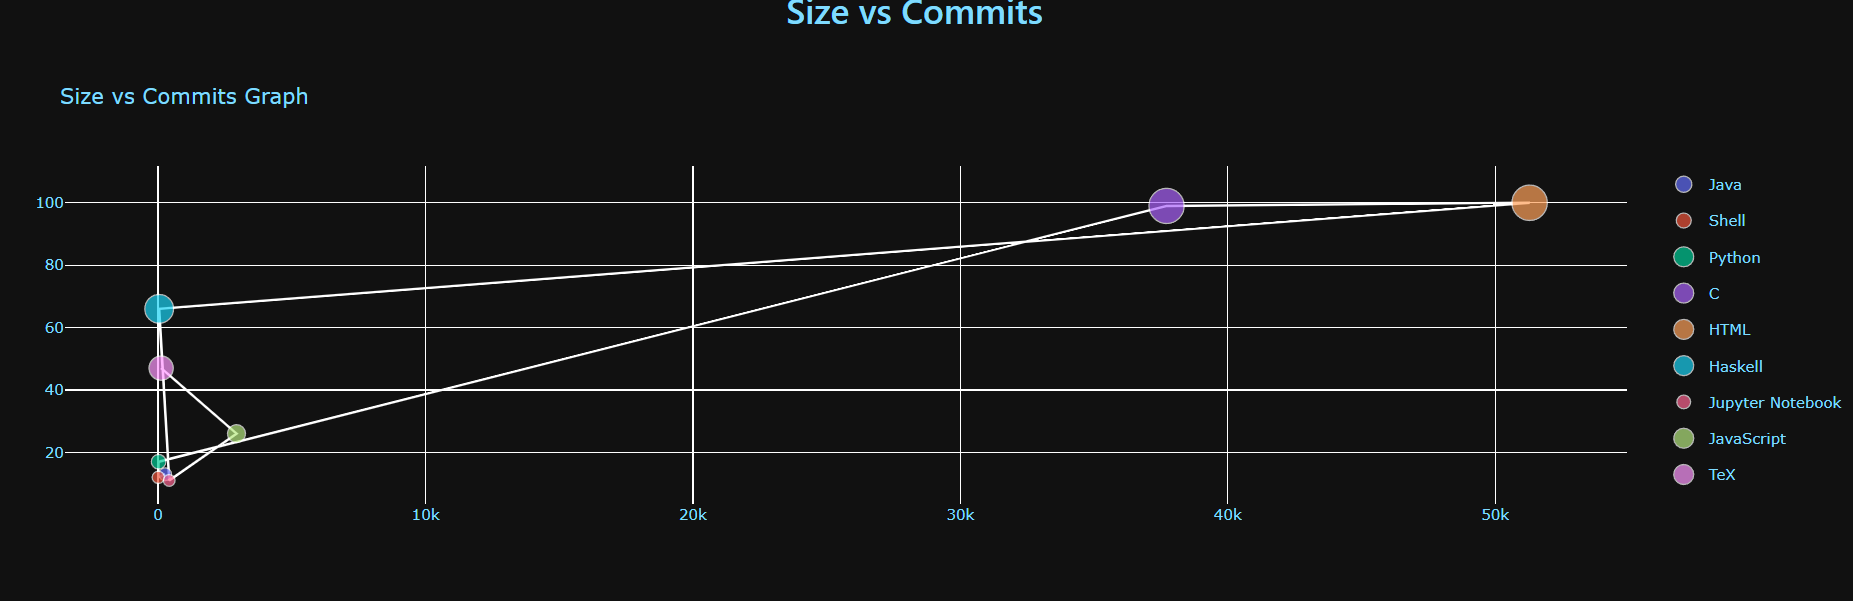 Size vs Commits
Size vs Commits Graph
100
80
60
40
20
0
10k
20k
30k
40k
50k
Java
Shell
Python
C
HTML
Haskell
Jupyter Notebook
JavaScript
TeX